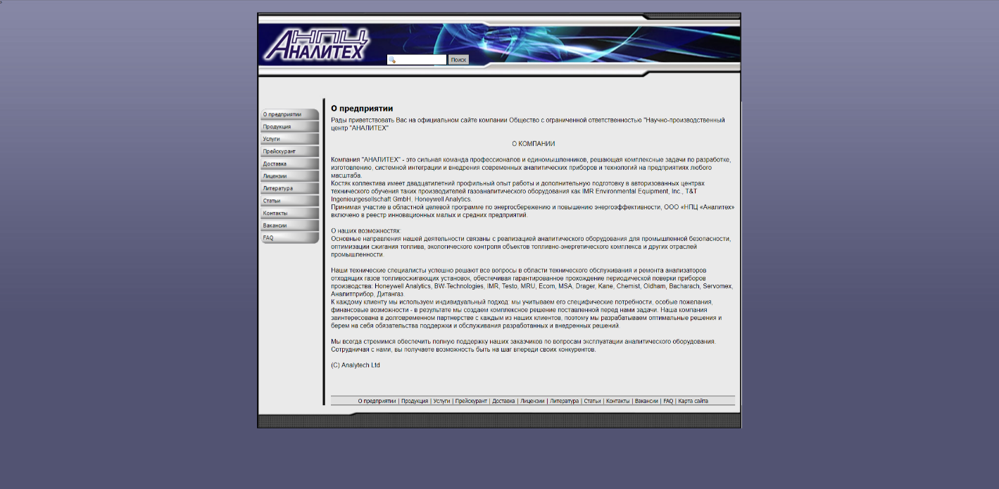 НПЦ
АНАЛИТЕХ
Поиск
О предприятии
Продукция
Услуги
Прейскурант
Доставка
Лицензии
Литература
Статьи
Контакты
Вакансии
FAQ
О предприятии
Рады приветствовать Вас на официальном сайте компании Общество с ограниченной ответственностью "Научно-производственный
центр "АНАЛИТЕХ"
О КОМПАНИИ
Компания "АНАЛИТЕХ" - это сильная команда профессионалов и единомышленников, решающая комплексные задачи по разработке,
изготовлению, системной интеграции и внедрения современных аналитических приборов и технологий на предприятиях любого
масштаба.
Костяк коллектива имеет двадцатилетний профильный опыт работы и дополнительную подготовку в авторизованных центрах
технического обучения таких производителей газоаналитического оборудования как IMR Environmental Equipment, Inc., T&T
Ingenieurgesellschaft GmbH, Honeywell Analytics.
Принимая участие в областной целевой программе по энергосбережению и повышению энергоэффективности, ООО «НПЦ «Аналитех»
включено в реестр инновационных малых и средних предприятий.
О наших возможностях:
Основные направления нашей деятельности связаны с реализацией аналитического оборудования для промышленной безопасности,
оптимизации сжигания топлива, экологического контроля объектов топливно-энергетического комплекса и других отраслей
промышленности.
Наши технические специалисты успешно решают все вопросы в области технического обслуживания и ремонта анализаторов
отходящих газов топливосжигающих установок, обеспечивая гарантированное прохождение периодической поверки приборов
производства: Honeywell Analytics, BW-Technologies, IMR, Testo, MRU, Ecom, MSA, Drager, Kane, Chemist, Oldham, Bacharach, Servomex,
Аналитприбор, Дитангаз.
К каждому клиенту мы используем индивидуальный подход: мы учитываем его специфические потребности, особые пожелания,
финансовые возможности - в результате мы создаем комплексное решение поставленной перед нами задачи. Наша компания
заинтересована в долговременном партнерстве с каждым из наших клиентов, поэтому мы разрабатываем оптимальные решения и
берем на себя обязательства поддержки и обслуживания разработанных и внедренных решений.
Мы всегда стремимся обеспечить полную поддержку наших заказчиков по вопросам эксплуатации аналитического оборудования.
Сотрудничая с нами, вы получаете возможность быть на шаг впереди своих конкурентов.
(C) Analytech Ltd
О предприятии | Продукция | Услуги | Прейскурант | Доставка | Лицензии | Литература | Статьи | Контакты | Вакансии | FAQ | Карта сайта